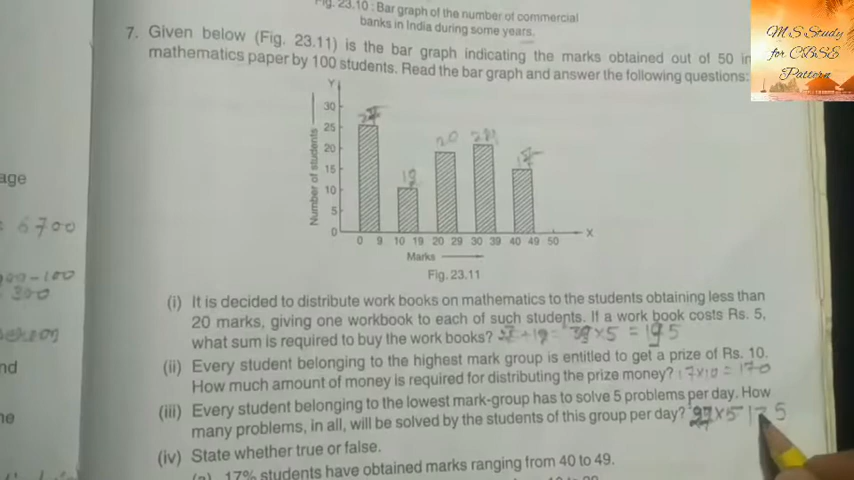 Fig. 23.10 : Bar graph of the number of commercial
banks in India during some years.
M S Study
for CBSE
Pattern
7. Given below (Fig. 23.11) is the bar graph indicating the marks obtained out of 50 in
mathematics paper by 100 students. Read the bar graph and answer the following questions:
Y
30
25
20
15
10
5
0
Number of students
20
0 9 10 19 20 29 30 39 40 49 50
X
Marks
Fig. 23.11
age
6700
300
nd
(i) It is decided to distribute work books on mathematics to the students obtaining less than
20 marks, giving one workbook to each of such students. If a work book costs Rs. 5,
what sum is required to buy the work books? 39×5 = 195
(ii) Every student belonging to the highest mark group is entitled to get a prize of Rs. 10.
How much amount of money is required for distributing the prize money? 17×10 = 170
(iii) Every student belonging to the lowest mark-group has to solve 5 problems per day. How
many problems, in all, will be solved by the students of this group per day? ×5
(iv) State whether true or false.
17% students have obtained marks ranging from 40 to 49.